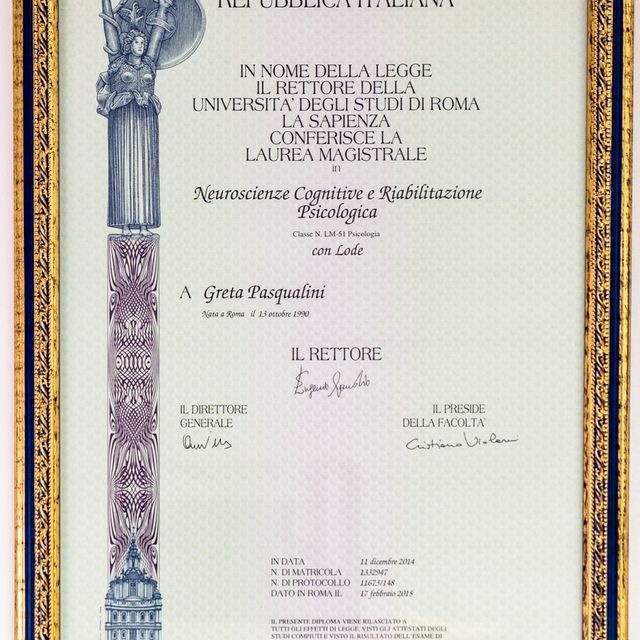 REPUBBLICA ITALIANA
IN NOME DELLA LEGGE
IL RETTORE DELLA
UNIVERSITA' DEGLI STUDI DI ROMA
LA SAPIENZA
CONFERISCE LA
LAUREA MAGISTRALE
in
Neuroscienze Cognitive e Riabilitazione
Psicologica
Classe N. LM-51 Psicologia
con Lode
A Greta Pasqualini
Nata a Roma il 13 ottobre 1990
IL RETTORE
IL DIRETTORE
GENERALE
IL PRESIDE
DELLA FACOLTA'
Cristiano Violani
IN DATA 11 dicembre 2014
N. DI MATRICOLA 1332947
N. DI PROTOCOLLO 11673/148
DATO IN ROMA IL 17 febbraio 2015
IL PRESENTE DIPLOMA VIENE RILASCIATO A
TUTTI GLI EFFETTI DI LEGGE, VISTI GLI ATTESTATI DEGLI
STUDI COMPIUTI E VISTO IL RISULTATO DELL'ESAME DI